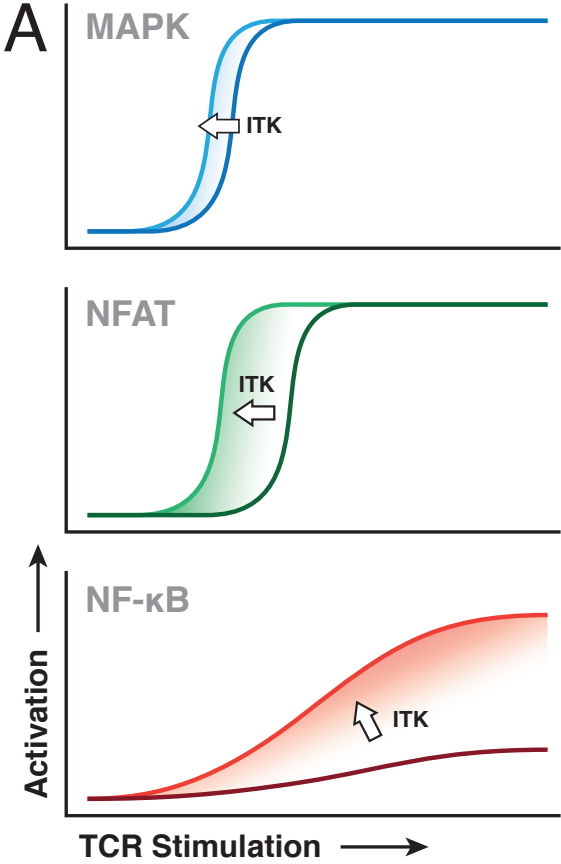 A
MAPK
ITK
NFAT
ITK
NF-κB
ITK
Activation
TCR Stimulation